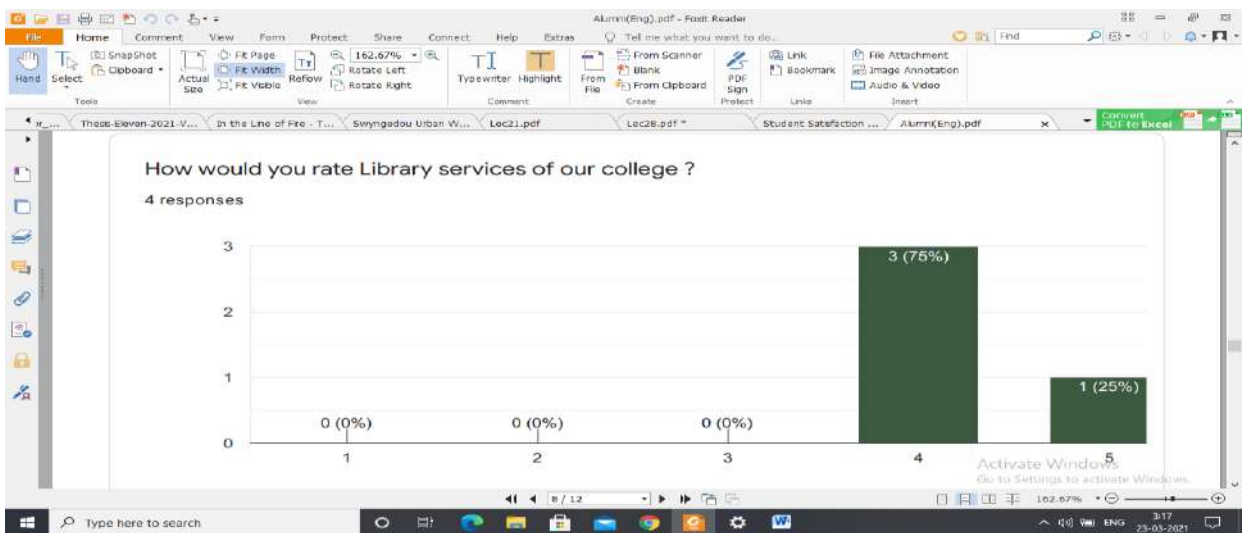 Alumni(Eng).pdf - Foxit Reader
File Home Comment View Form Protect Share Connect Help Extras Tell me what you want to do... Find
Hand
Select
SnapShot
Clipboard
Actual Size
Fit Page
Fit Width
Fit Visible
Reflow
162.67%
Rotate Left
Rotate Right
Typewriter
Highlight
From File
From Scanner
Blank
From Clipboard
PDF Sign
Link
Bookmark
File Attachment
Image Annotation
Audio & Video
Tools View Comment Create Protect Links Insert
Thesis-Eleven-2021-V... In the Line of Fire - T... Swyngedou Urban W... Lec21.pdf Lec28.pdf * Student Satisfaction ... Alumni(Eng).pdf
Convert
PDF to Excel
How would you rate Library services of our college ?
4 responses
3
3 (75%)
2
1
1 (25%)
0 (0%) 0 (0%) 0 (0%)
0
1 2 3 4 5
Activate Windows
Go to Settings to activate Windows.
8 / 12 162.67%
Type here to search
ENG
3:17
23-03-2021